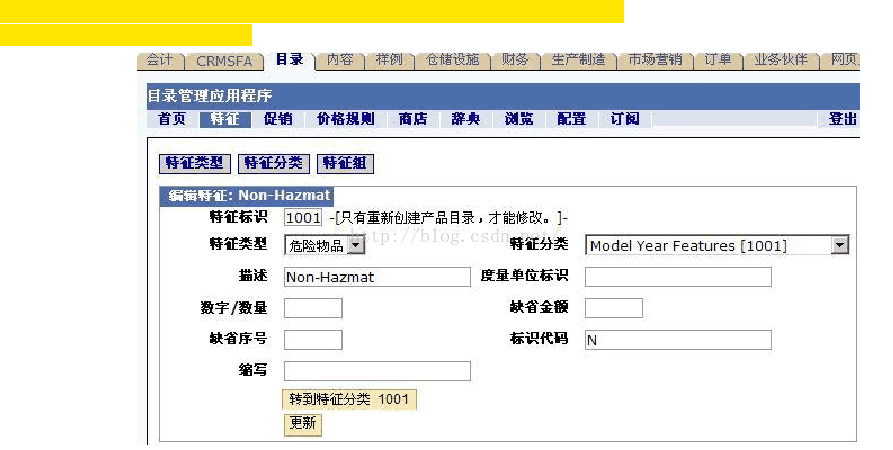 会计 CRMSFA 目录 内容 样例 仓储设施 财务 生产制造 市场营销 订单 业务伙伴 网页
目录管理应用程序
首页 特征 促销 价格规则 商店 辞典 浏览 配置 订阅 登出
特征类型 特征分类 特征组
编辑特征: Non-Hazmat
特征标识 1001 -[只有重新创建产品目录，才能修改。]-
http://blog.csdn.net/
特征类型 危险物品 特征分类 Model Year Features [1001]
描述 Non-Hazmat 度量单位标识
数字/数量 缺省金额
缺省序号 标识代码 N
缩写
转到特征分类 1001
更新